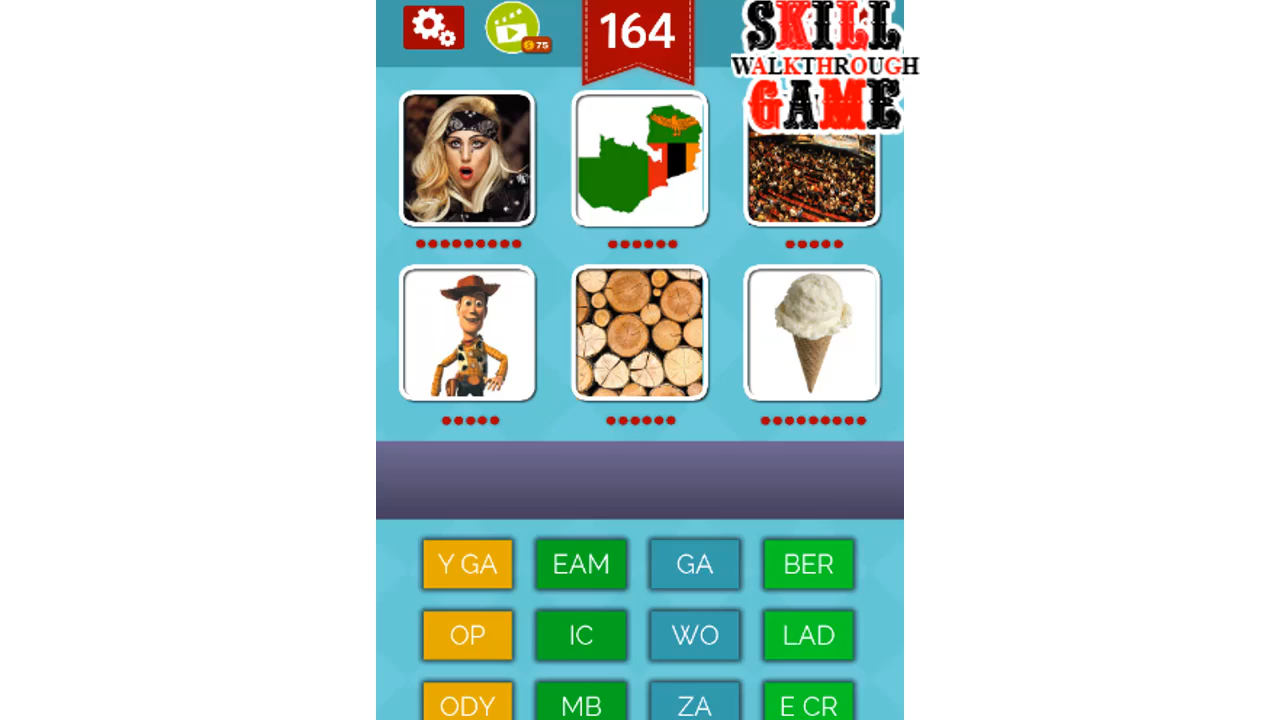 75
164
SKILL
WALKTHROUGH
GAME
Y GA
EAM
GA
BER
OP
IC
WO
LAD
ODY
MB
ZA
E CR